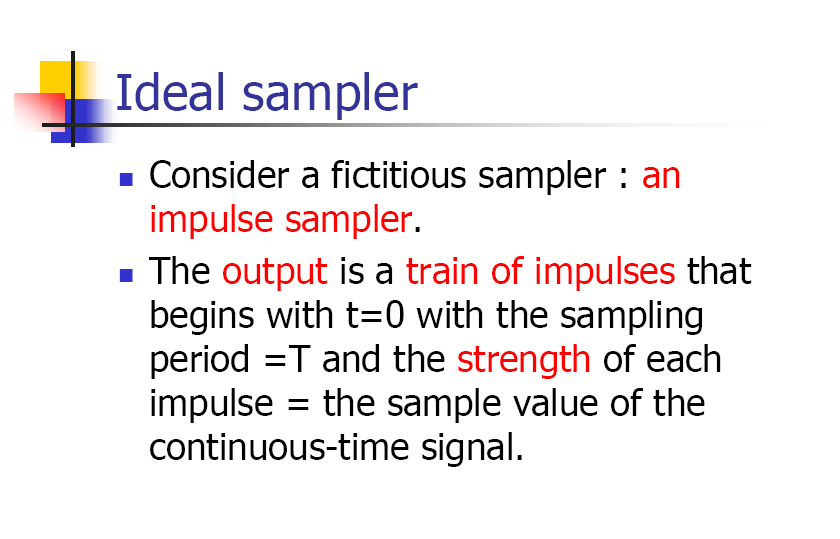 Ideal sampler
Consider a fictitious sampler : an
impulse sampler.
The output is a train of impulses that
begins with t=0 with the sampling
period =T and the strength of each
impulse = the sample value of the
continuous-time signal.